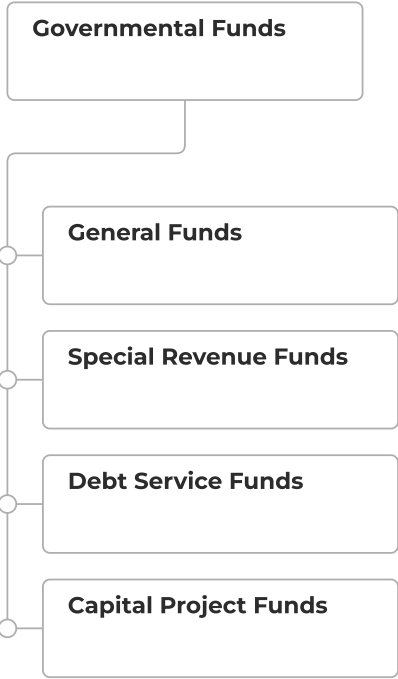 Governmental Funds
General Funds
Special Revenue Funds
Debt Service Funds
Capital Project Funds